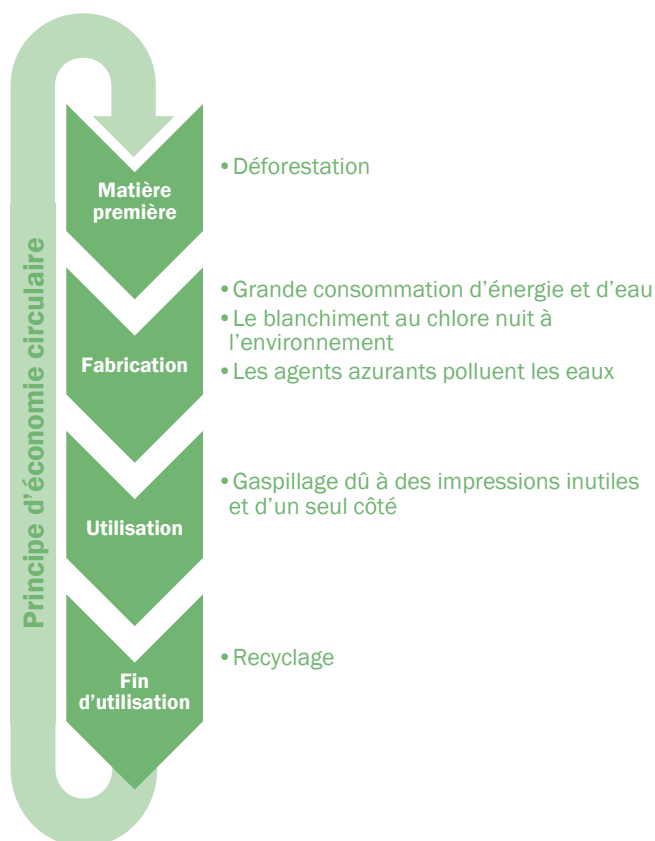 Principe d'économie circulaire
Matière
première
•Déforestation
Fabrication
•Grande consommation d'énergie et d'eau
•Le blanchiment au chlore nuit à
l'environnement
•Les agents azurants polluent les eaux
Utilisation
•Gaspillage dû à des impressions inutiles
et d'un seul côté
Fin
d'utilisation
•Recyclage